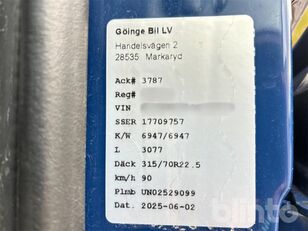 Göinge Bil LV
Handelsvägen 2
28535 Markaryd
Ack# 3787
Reg#
VIN
SSER 17709757
K/W 6947/6947
L 3077
Däck 315/70R22.5
km/h 90
Plmb UN02529099
Dat. 2025-06-02
blinto